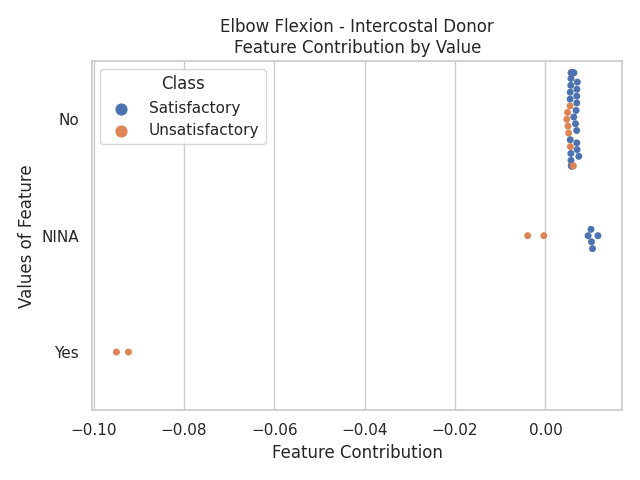 Elbow Flexion - Intercostal Donor
Feature Contribution by Value
Class
Satisfactory
Unsatisfactory
Values of Feature
No
NINA
Yes
−0.10
−0.08
−0.06
−0.04
−0.02
0.00
Feature Contribution